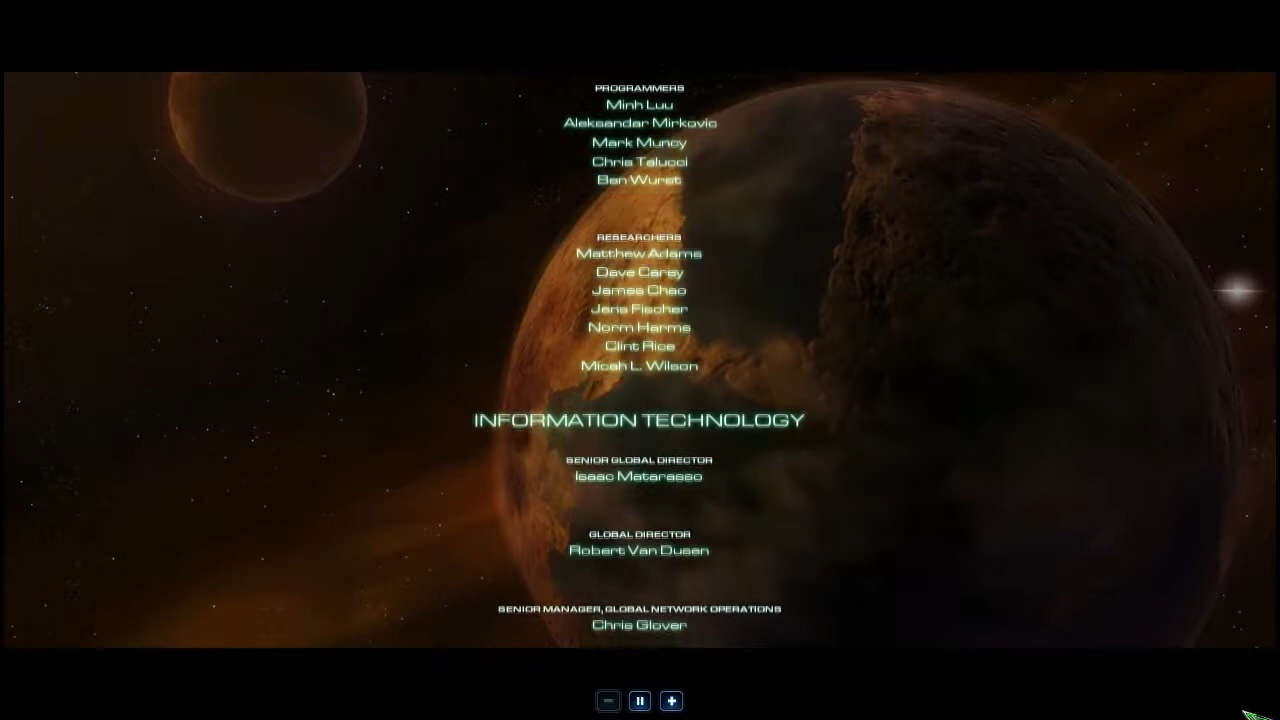 PROGRAMMERS
Minh Luu
Aleksandar Mirkovic
Mark Muncy
Chris Talucci
Ben Wurst
RESEARCHERS
Matthew Adams
Dave Carey
James Chao
Jens Fischer
Norm Harms
Clint Rice
Micah L. Wilson
INFORMATION TECHNOLOGY
SENIOR GLOBAL DIRECTOR
Isaac Matarasso
GLOBAL DIRECTOR
Robert Van Dusen
SENIOR MANAGER, GLOBAL NETWORK OPERATIONS
Chris Glover